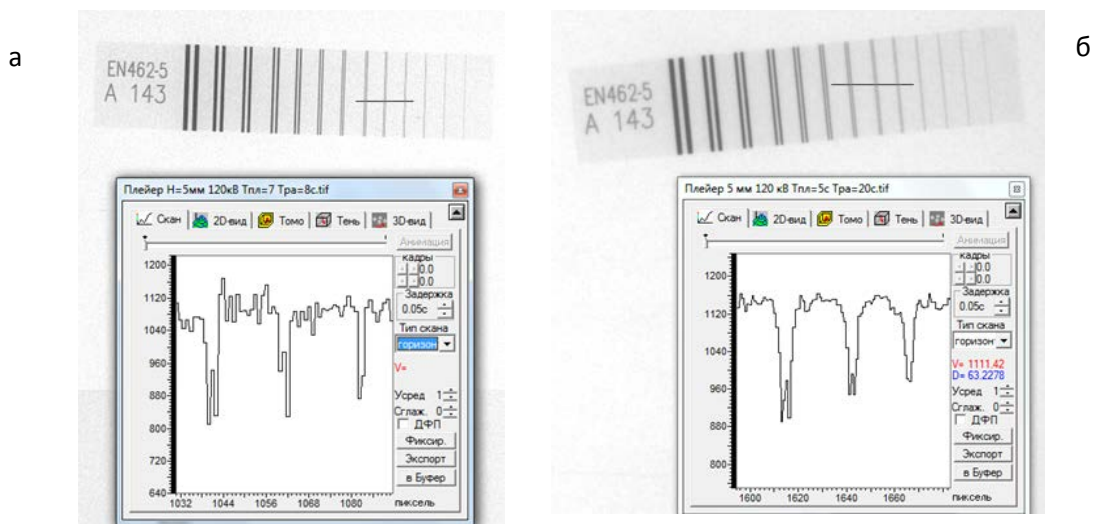 а
EN462-5
A 143
Плейер H=5мм 120кВ Тпл=7 Тра=8с.tif
Скан
2D-вид
Томо
Тень
3D-вид
Анимация
кадры
0.0
0.0
Задержка
0.05с
Тип скана
горизон
V=
Усред 1
Сглаж. 0
ДФП
Фиксир.
Экспорт
в Буфер
1200
1120
1040
960
880
800
720
640
1032 1044 1056 1068 1080 пиксель
б
EN462-5
A 143
Плейер 5 мм 120 кВ Тпл=5с Тра=20с.tif
Скан
2D-вид
Томо
Тень
3D-вид
Анимация
кадры
0.0
0.0
Задержка
0.05с
Тип скана
горизон
V= 1111.42
D= 63.2278
Усред 1
Сглаж. 0
ДФП
Фиксир.
Экспорт
в Буфер
1200
1120
1040
960
880
800
1600 1620 1640 1660 пиксель